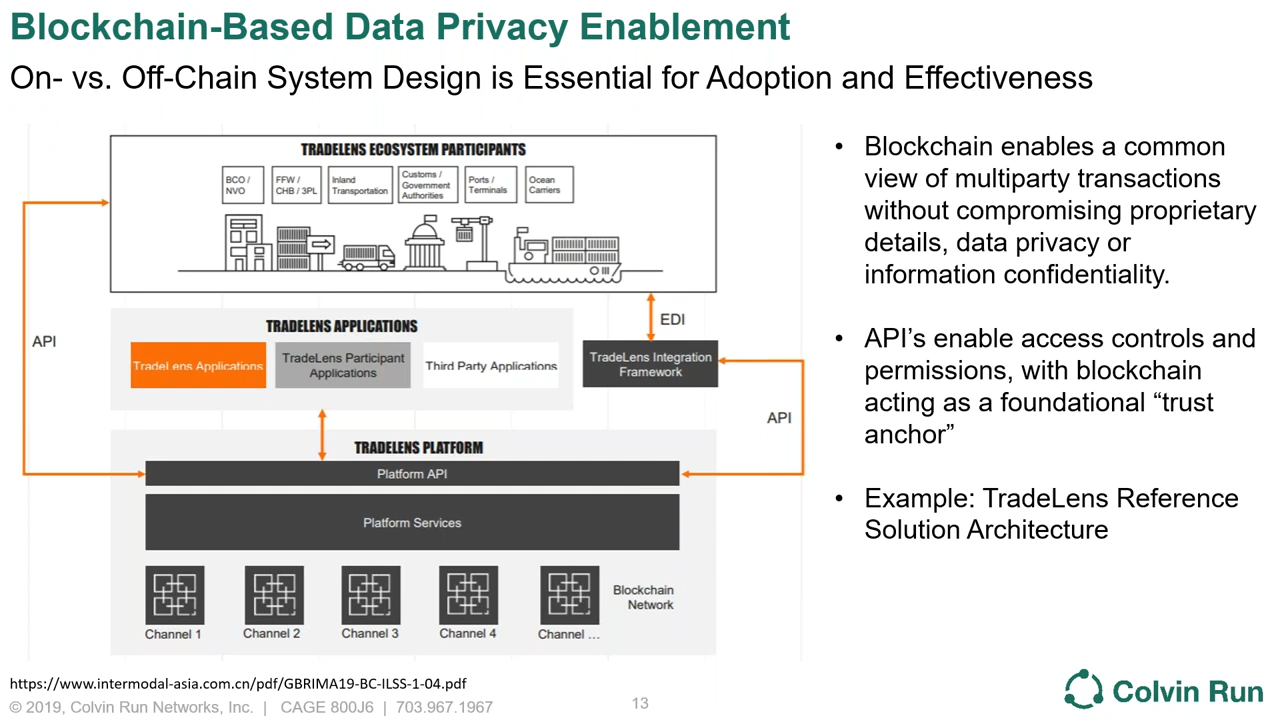 Blockchain-Based Data Privacy Enablement
On- vs. Off-Chain System Design is Essential for Adoption and Effectiveness
TRADELENS ECOSYSTEM PARTICIPANTS
BCO /
NVO
FFW /
CHB / 3PL
Inland
Transportation
Customs /
Government
Authorities
Ports /
Terminals
Ocean
Carriers
API
EDI
TRADELENS APPLICATIONS
TradeLens Applications
TradeLens Participant
Applications
Third Party Applications
TradeLens Integration
Framework
API
TRADELENS PLATFORM
Platform API
Platform Services
Blockchain
Network
Channel 1
Channel 2
Channel 3
Channel 4
Channel ...
• Blockchain enables a common
view of multiparty transactions
without compromising proprietary
details, data privacy or
information confidentiality.
• API’s enable access controls and
permissions, with blockchain
acting as a foundational “trust
anchor”
• Example: TradeLens Reference
Solution Architecture
https://www.intermodal-asia.com.cn/pdf/GBRIMA19-BC-ILSS-1-04.pdf
© 2019, Colvin Run Networks, Inc. | CAGE 800J8 | 703.967.1967
13
Colvin Run